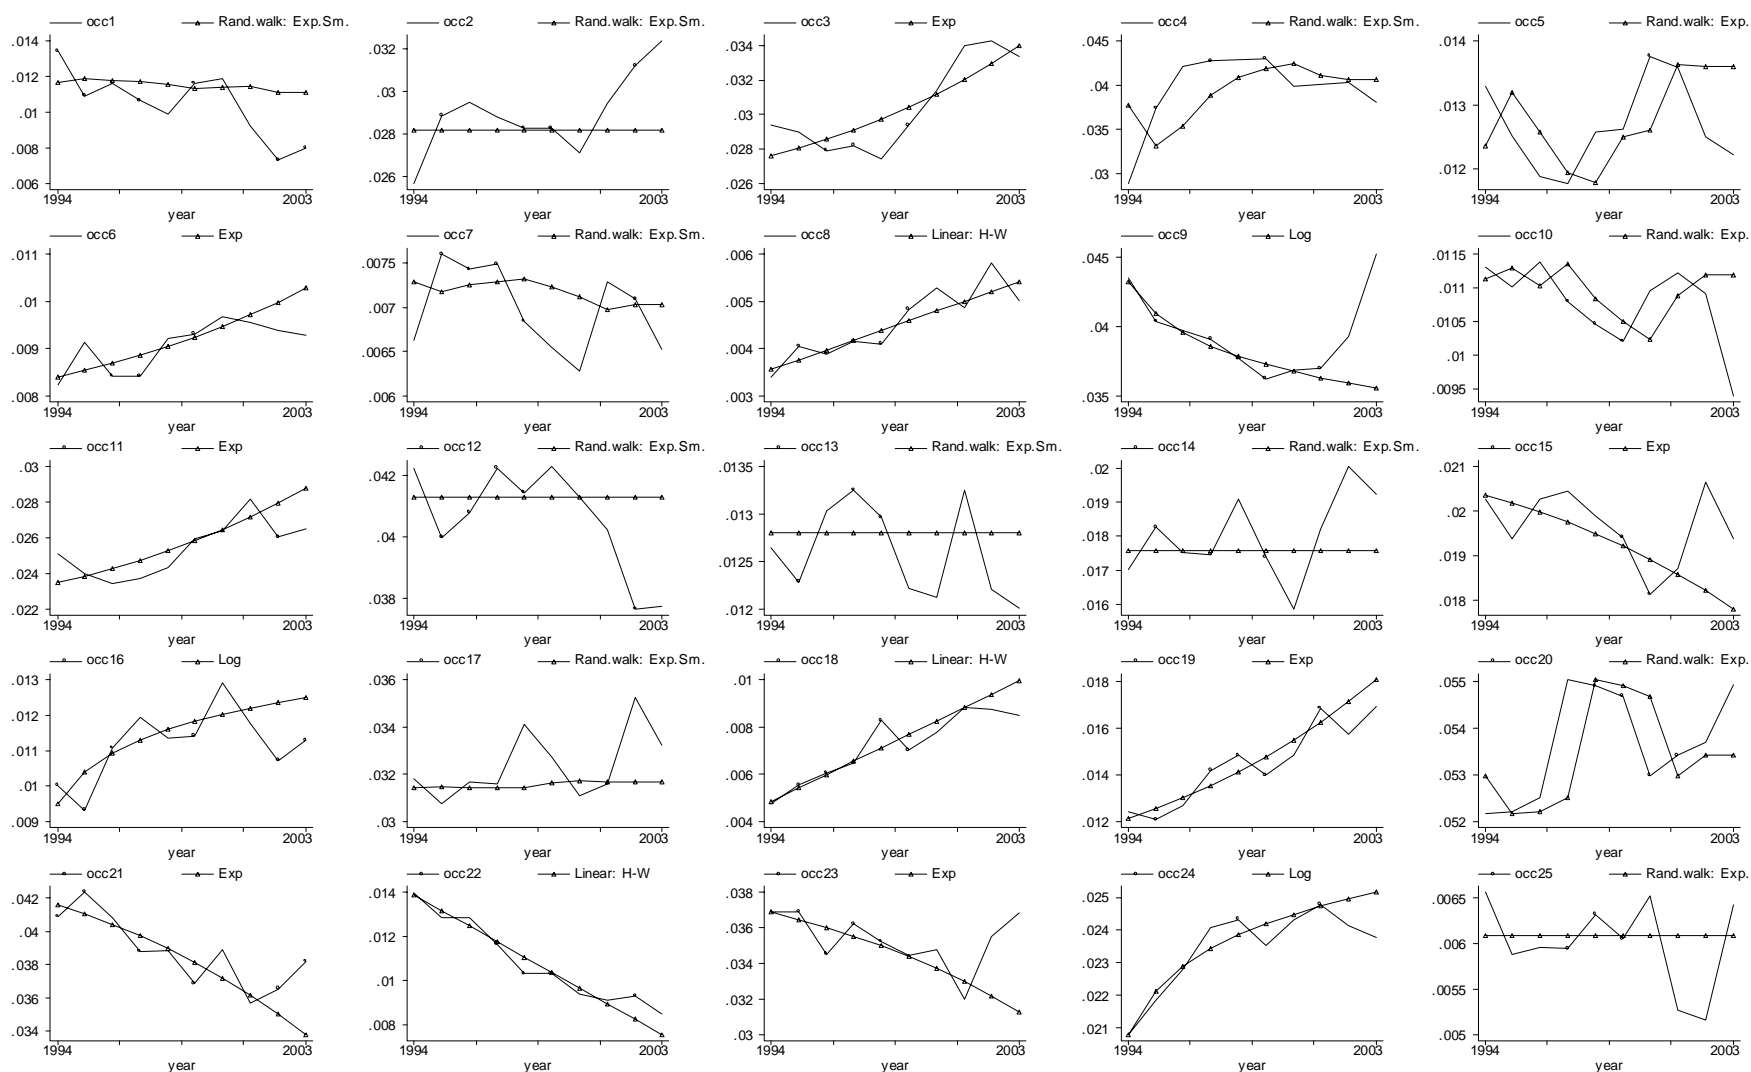 occ1 Rand.walk: Exp.Sm.
.014
.012
.01
.008
.006
1994 2003
year
occ2 Rand.walk: Exp.Sm.
.032
.03
.028
.026
1994 2003
year
occ3 Exp
.034
.032
.03
.028
.026
1994 2003
year
occ4 Rand.walk: Exp.Sm.
.045
.04
.035
.03
1994 2003
year
occ5 Rand.walk: Exp.
.014
.013
.012
1994 2003
year
occ6 Exp
.011
.01
.009
.008
1994 2003
year
occ7 Rand.walk: Exp.Sm.
.0075
.007
.0065
.006
1994 2003
year
occ8 Linear: H-W
.006
.005
.004
.003
1994 2003
year
occ9 Log
.045
.04
.035
1994 2003
year
occ10 Rand.walk: Exp.
.0115
.011
.0105
.01
.0095
1994 2003
year
occ11 Exp
.03
.028
.026
.024
.022
1994 2003
year
occ12 Rand.walk: Exp.Sm.
.042
.04
.038
1994 2003
year
occ13 Rand.walk: Exp.Sm.
.0135
.013
.0125
.012
1994 2003
year
occ14 Rand.walk: Exp.Sm.
.02
.019
.018
.017
.016
1994 2003
year
occ15 Exp
.021
.02
.019
.018
1994 2003
year
occ16 Log
.013
.012
.011
.01
.009
1994 2003
year
occ17 Rand.walk: Exp.Sm.
.036
.034
.032
.03
1994 2003
year
occ18 Linear: H-W
.01
.008
.006
.004
1994 2003
year
occ19 Exp
.018
.016
.014
.012
1994 2003
year
occ20 Rand.walk: Exp.
.055
.054
.053
.052
1994 2003
year
occ21 Exp
.042
.04
.038
.036
.034
1994 2003
year
occ22 Linear: H-W
.014
.012
.01
.008
1994 2003
year
occ23 Exp
.038
.036
.034
.032
.03
1994 2003
year
occ24 Log
.025
.024
.023
.022
.021
1994 2003
year
occ25 Rand.walk: Exp.
.0065
.006
.0055
.005
1994 2003
year